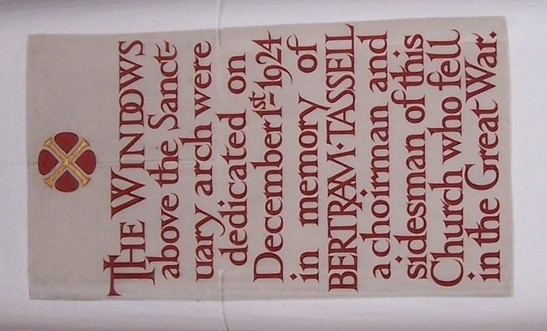 THE WINDOWS
above the Sanct-
uary arch were
dedicated on
December 1st 1924
in memory of
BERTRAM·TASSELL
a choirman and
sidesman of this
Church who fell
in the Great War.